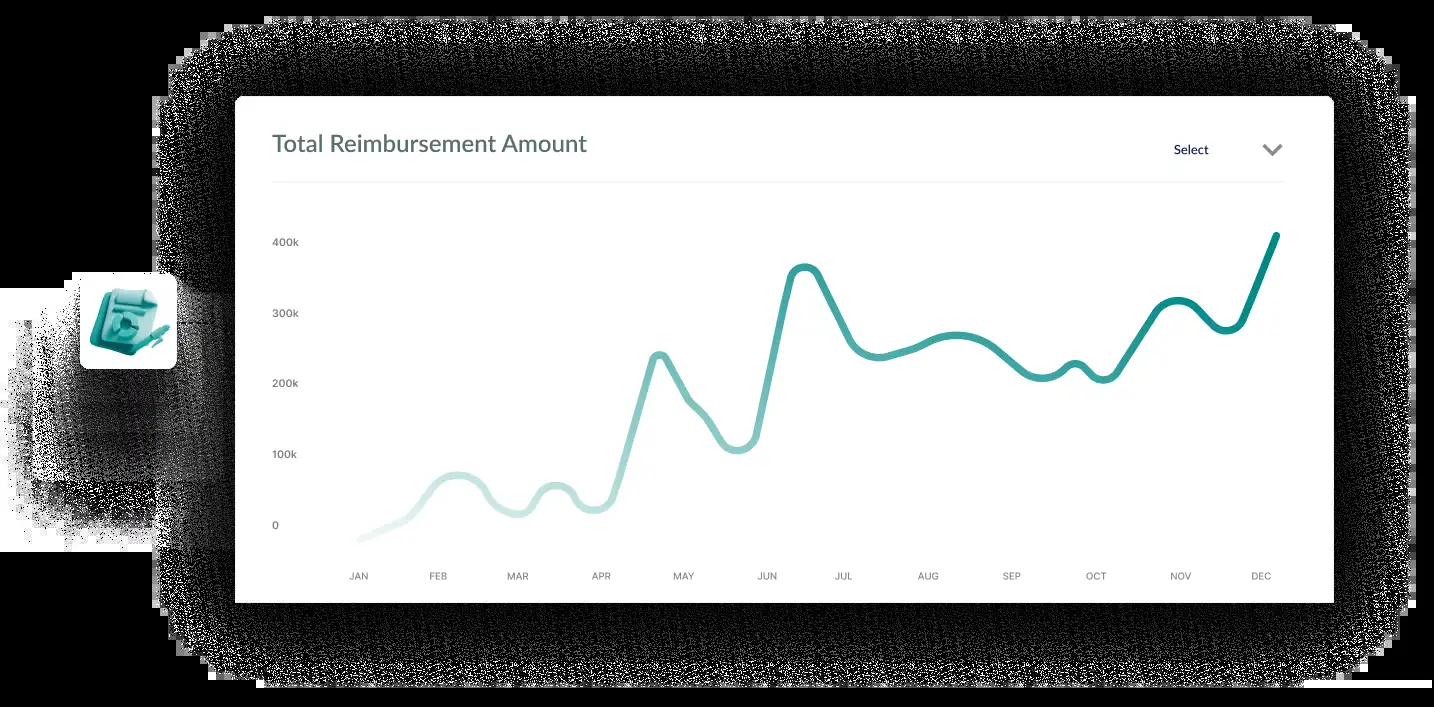 Total Reimbursement Amount
Select
400k
300k
200k
100k
0
JAN FEB MAR APR MAY JUN JUL AUG SEP OCT NOV DEC